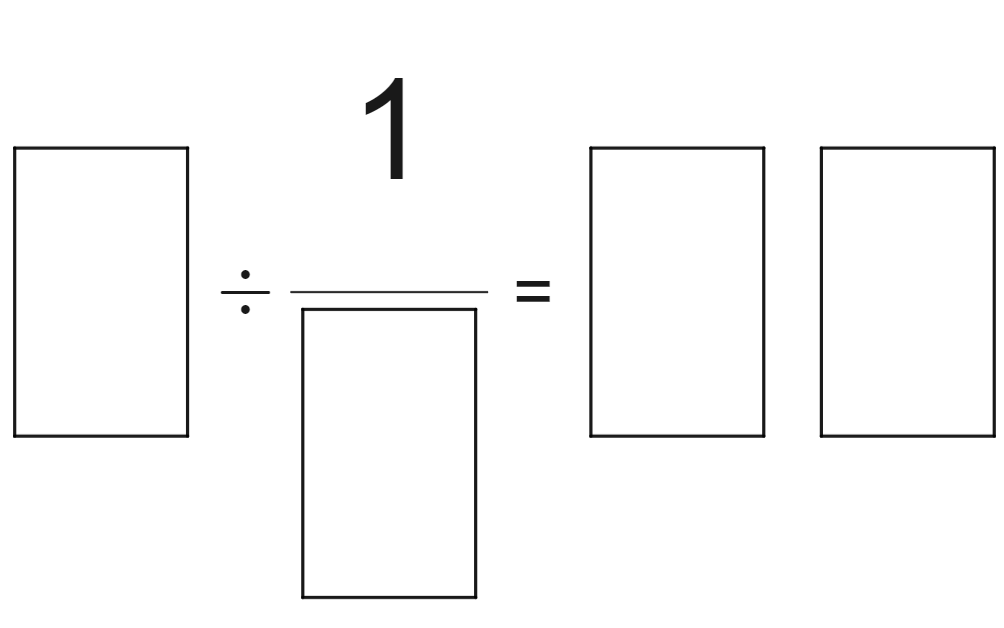 □ ÷ 1/□ = □ □